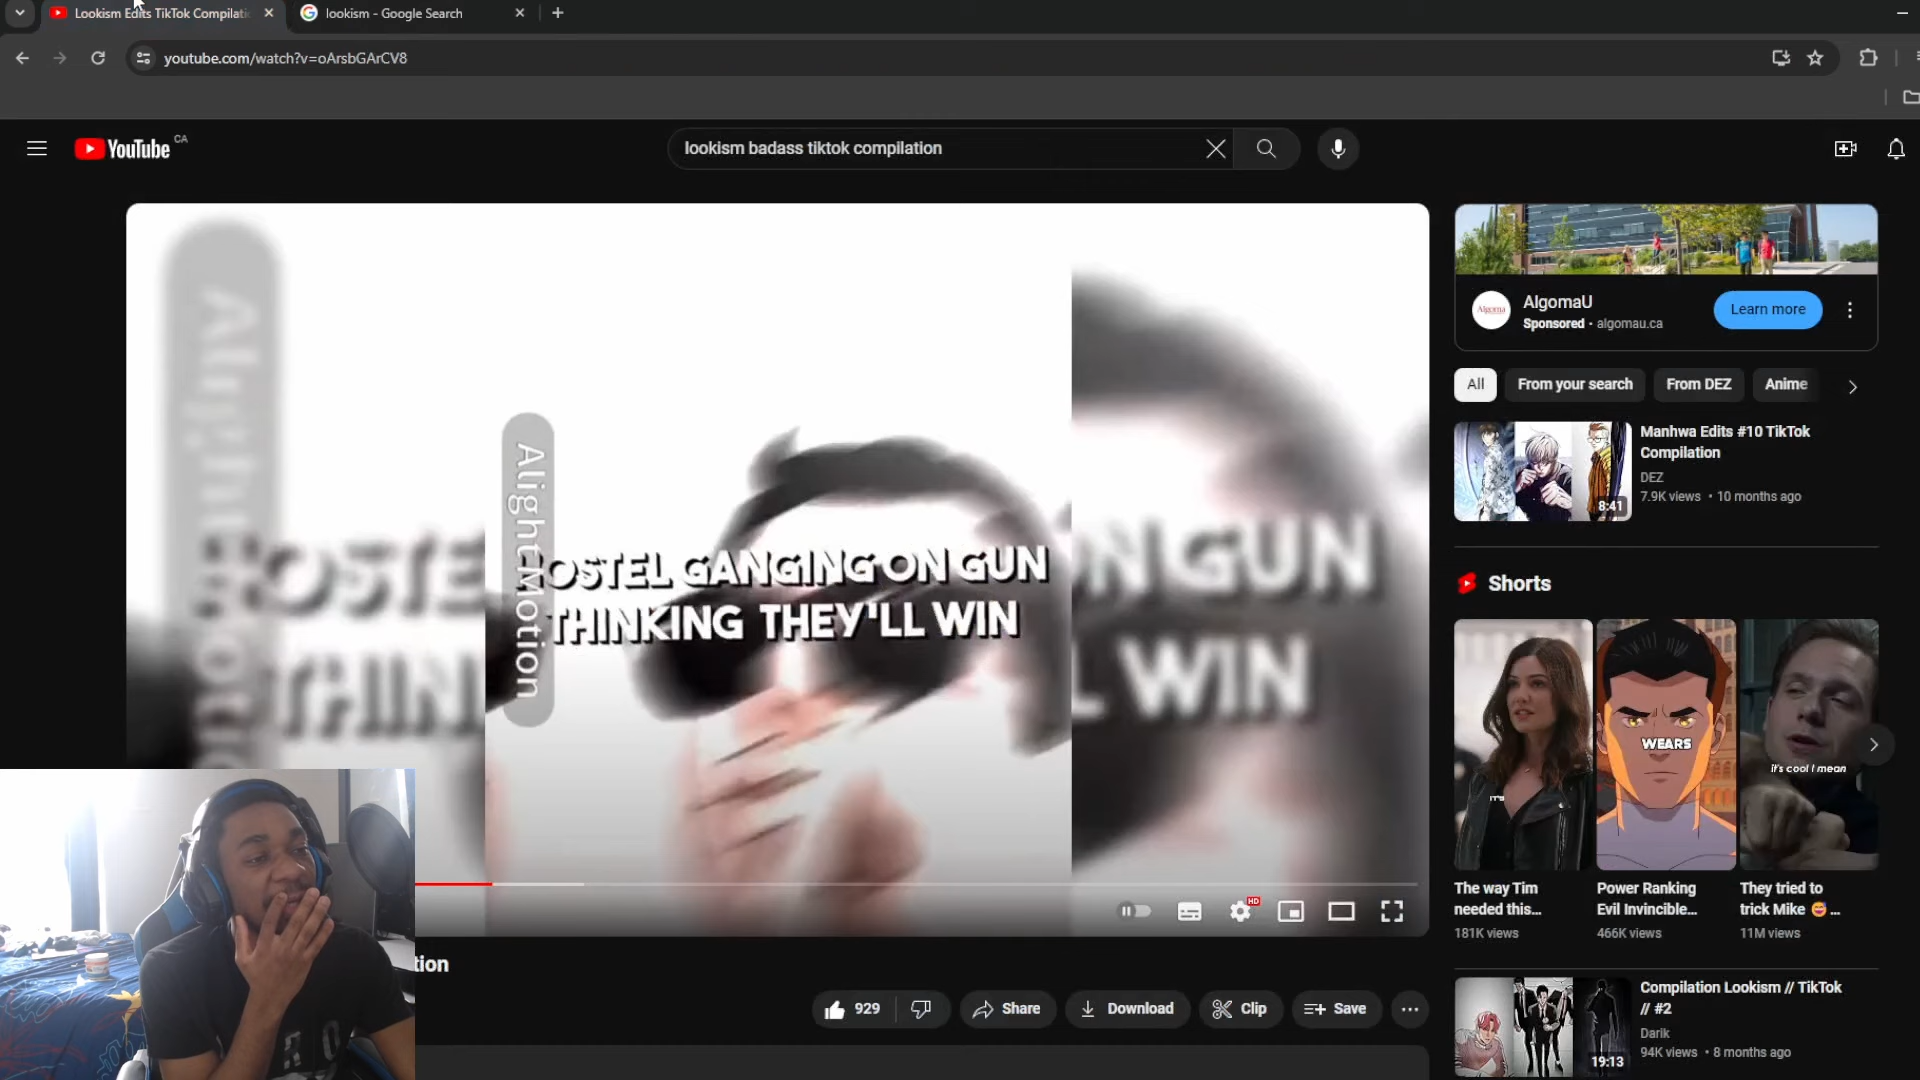 Lookism Edits TikTok Compilati
lookism - Google Search
youtube.com/watch?v=oArsbGArCV8
YouTube CA
lookism badass tiktok compilation
Alight Motion
OSTEL GANGING ON GUN
THINKING THEY'LL WIN
Algoma
AlgomaU
Sponsored • algomau.ca
Learn more
All
From your search
From DEZ
Anime
8:41
Manhwa Edits #10 TikTok
Compilation
DEZ
7.9K views • 10 months ago
Shorts
IT'S
WEARS
it's cool I mean
The way Tim
needed this...
181K views
Power Ranking
Evil Invincible...
466K views
They tried to
trick Mike 😅 ...
11M views
HD
tion
929
Share
Download
Clip
Save
19:13
Compilation Lookism // TikTok
// #2
Darik
94K views • 8 months ago